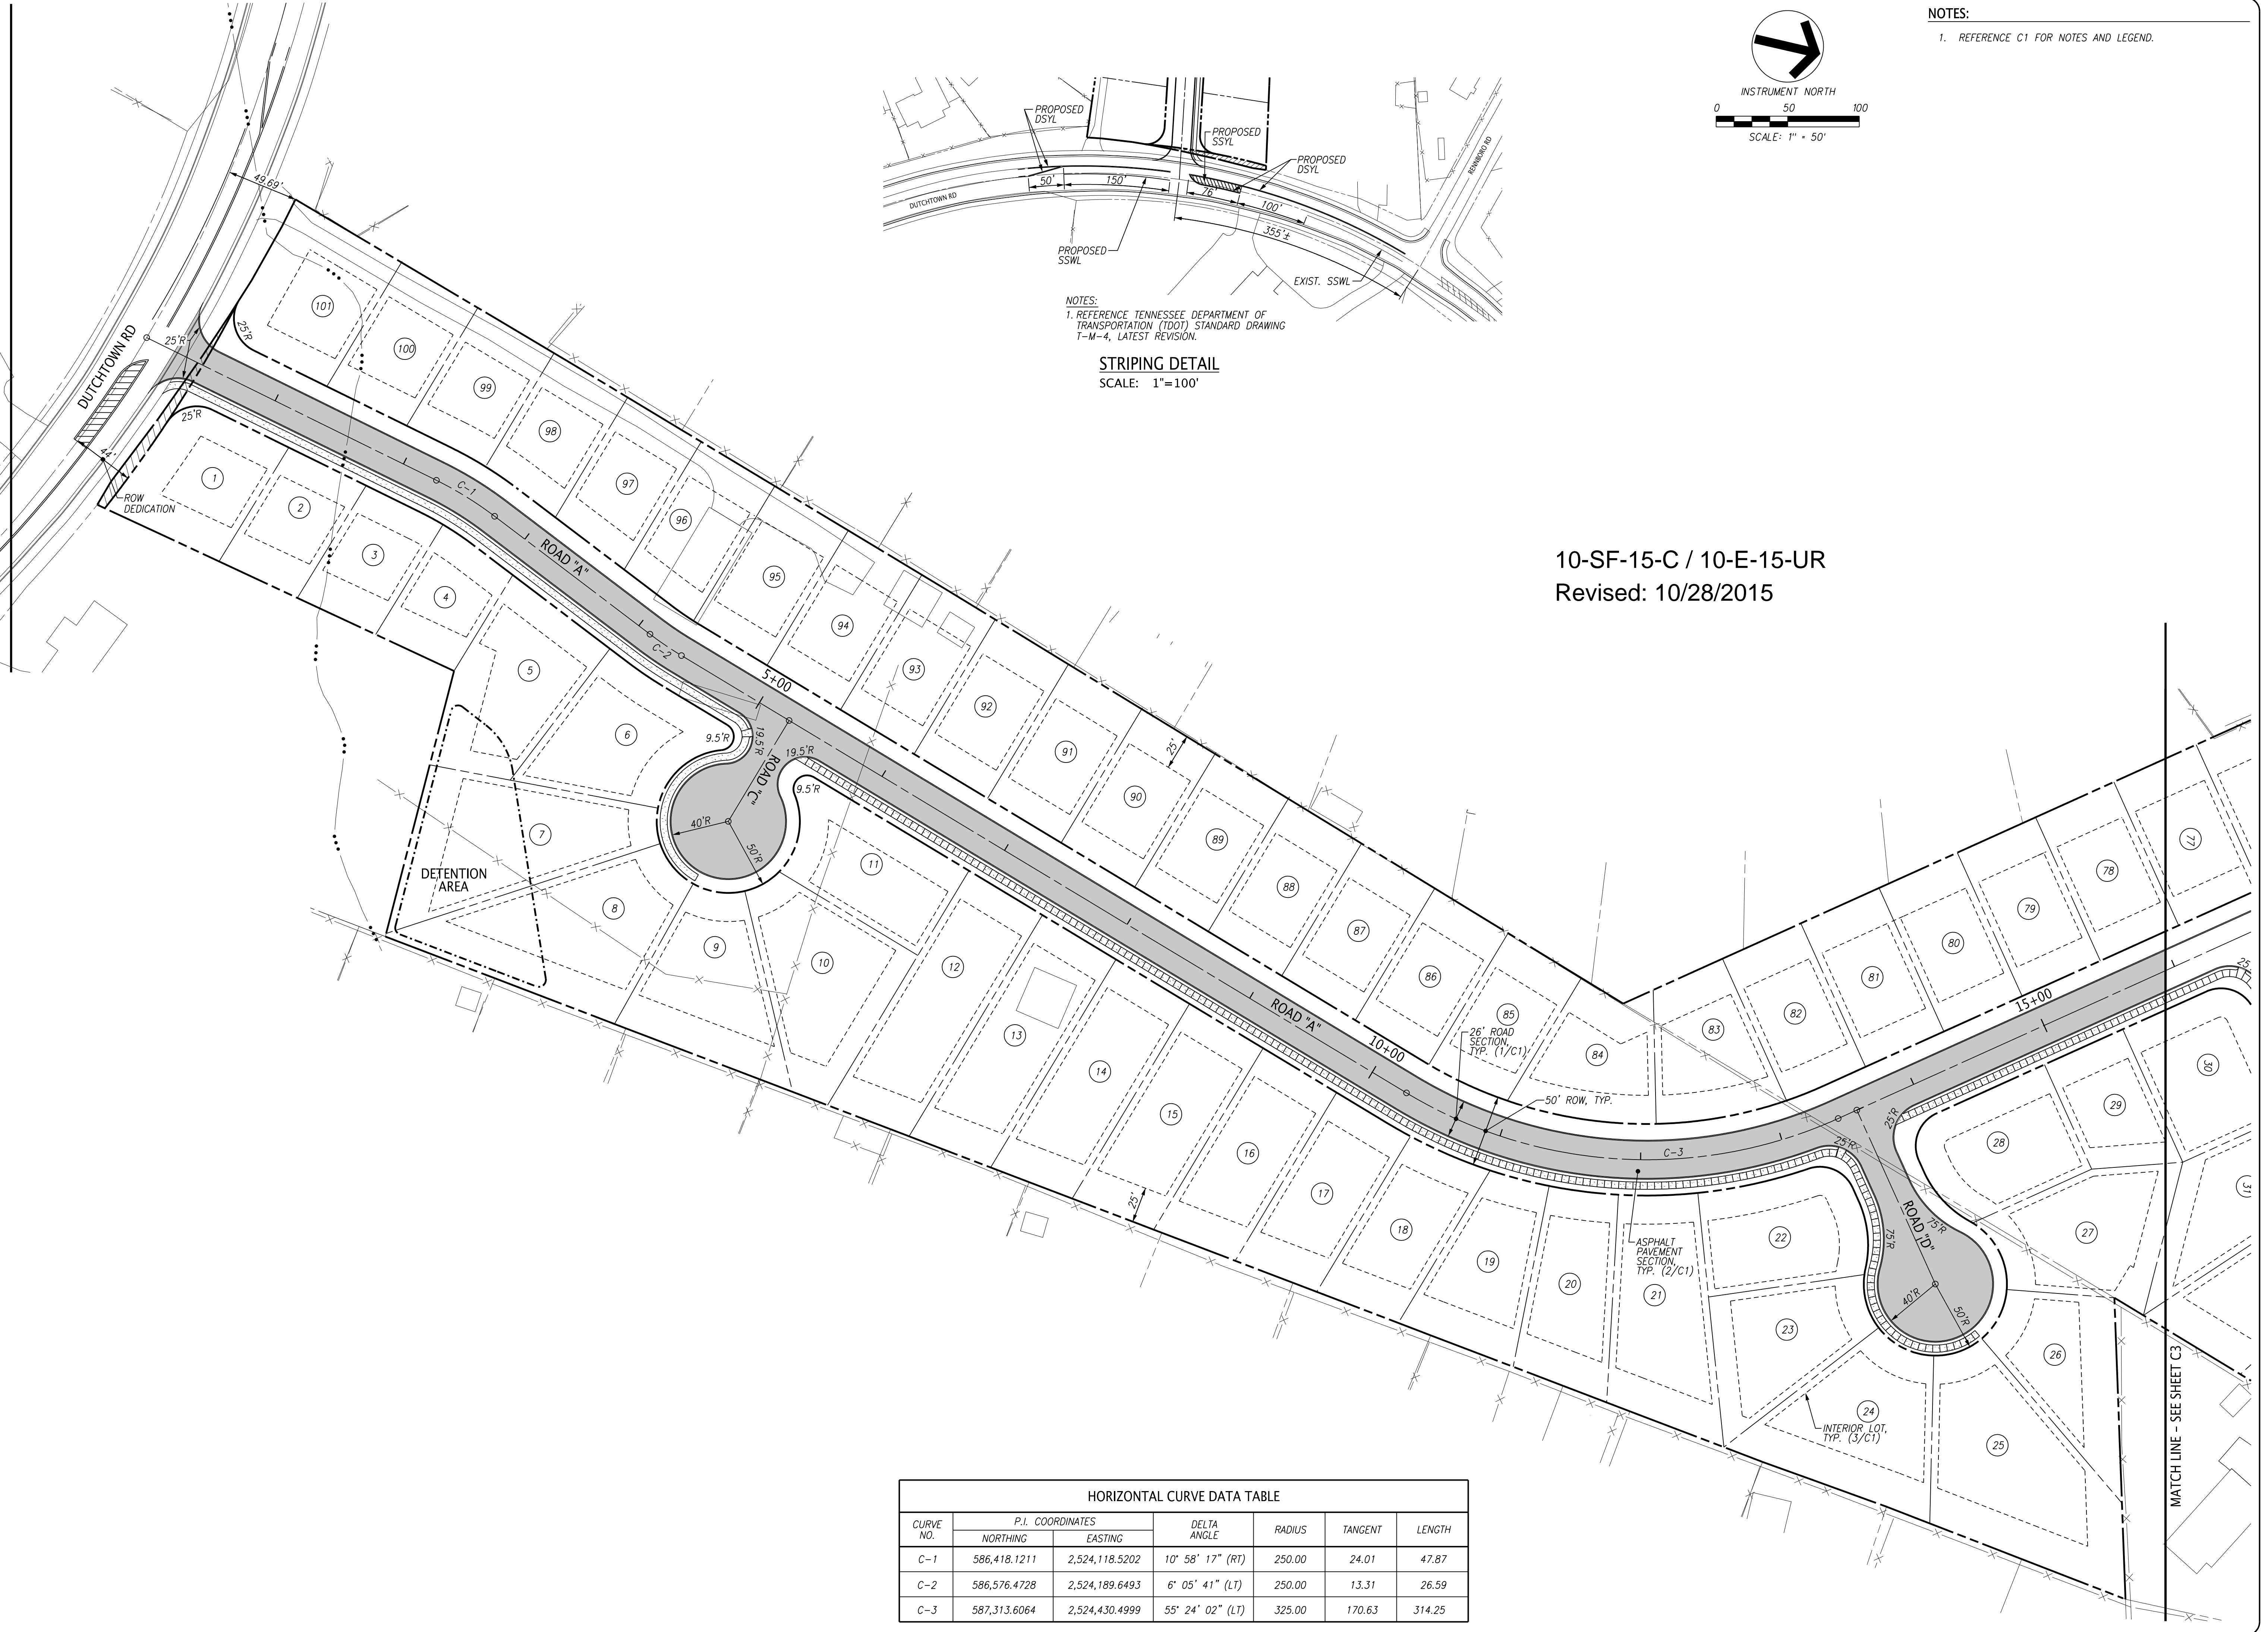 NOTES:
1. REFERENCE C1 FOR NOTES AND LEGEND.
INSTRUMENT NORTH
0 50 100
SCALE: 1" = 50'
PROPOSED
DSYL
PROPOSED
SSYL
PROPOSED
DSYL
50'
150'
76'
100'
355'±
DUTCHTOWN RD
RENNBORO RD
PROPOSED
SSWL
EXIST. SSWL
NOTES:
1. REFERENCE TENNESSEE DEPARTMENT OF
TRANSPORTATION (TDOT) STANDARD DRAWING
T-M-4, LATEST REVISION.
STRIPING DETAIL
SCALE: 1"=100'
10-SF-15-C / 10-E-15-UR
Revised: 10/28/2015
49.69'
DUTCHTOWN RD
25'R
25'R
25'R
44'
ROW
DEDICATION
101
100
99
98
97
96
95
94
93
92
91
90
89
88
87
86
85
84
83
82
81
80
79
78
77
1
2
3
4
5
6
7
8
9
10
11
12
13
14
15
16
17
18
19
20
21
22
23
24
25
26
27
28
29
30
31
C-1
ROAD "A"
C-2
5+00
9.5'R
19.5'R
19.5'R
9.5'R
ROAD "C"
40'R
50'R
DETENTION
AREA
25'
25'
ROAD "A"
10+00
26' ROAD
SECTION,
TYP. (1/C1)
50' ROW, TYP.
C-3
ASPHALT
PAVEMENT
SECTION,
TYP. (2/C1)
15+00
25'R
25'R
75'R
75'R
ROAD "D"
40'R
50'R
25'
INTERIOR LOT,
TYP. (3/C1)
MATCH LINE - SEE SHEET C3
HORIZONTAL CURVE DATA TABLE
CURVE NO. P.I. COORDINATES DELTA ANGLE RADIUS TANGENT LENGTH
NORTHING EASTING
C-1 586,418.1211 2,524,118.5202 10° 58' 17" (RT) 250.00 24.01 47.87
C-2 586,576.4728 2,524,189.6493 6° 05' 41" (LT) 250.00 13.31 26.59
C-3 587,313.6064 2,524,430.4999 55° 24' 02" (LT) 325.00 170.63 314.25